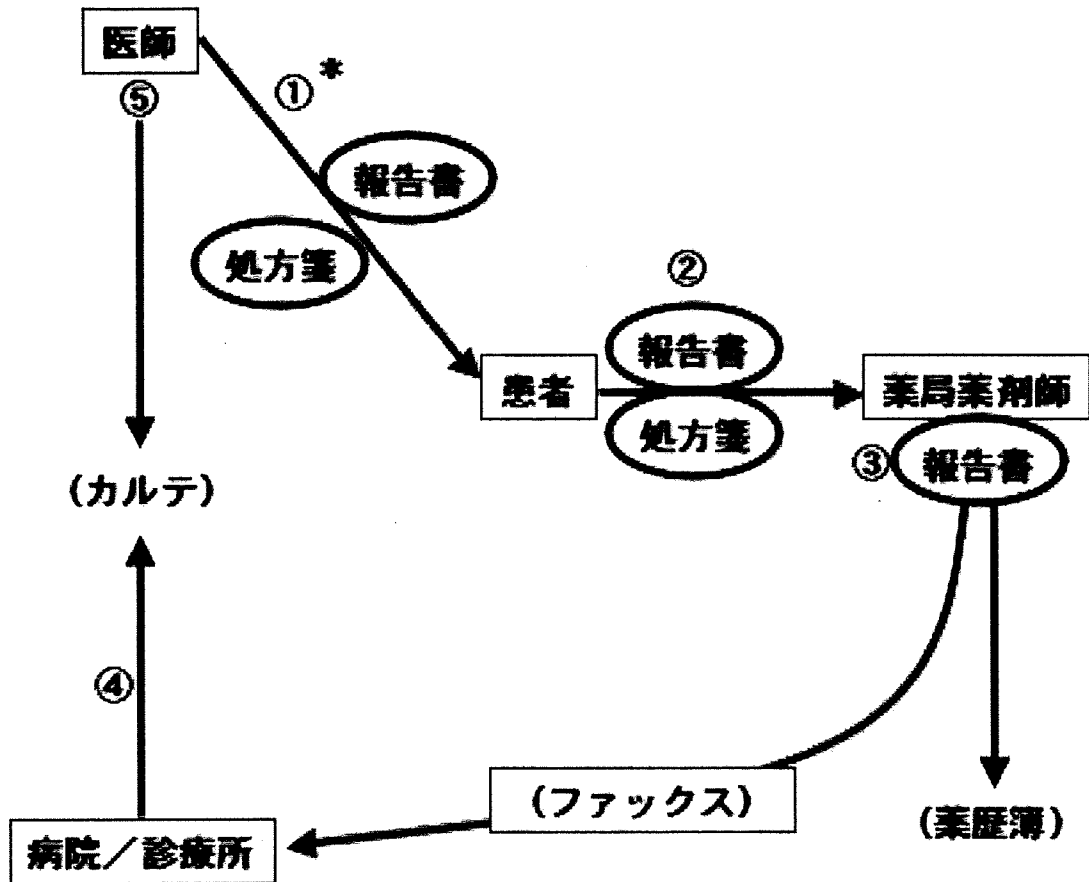 医師
⑤
①*
報告書
処方箋
②
報告書
患者
薬局薬剤師
処方箋
③
報告書
(カルテ)
④
(ファックス)
(薬歴簿)
病院／診療所